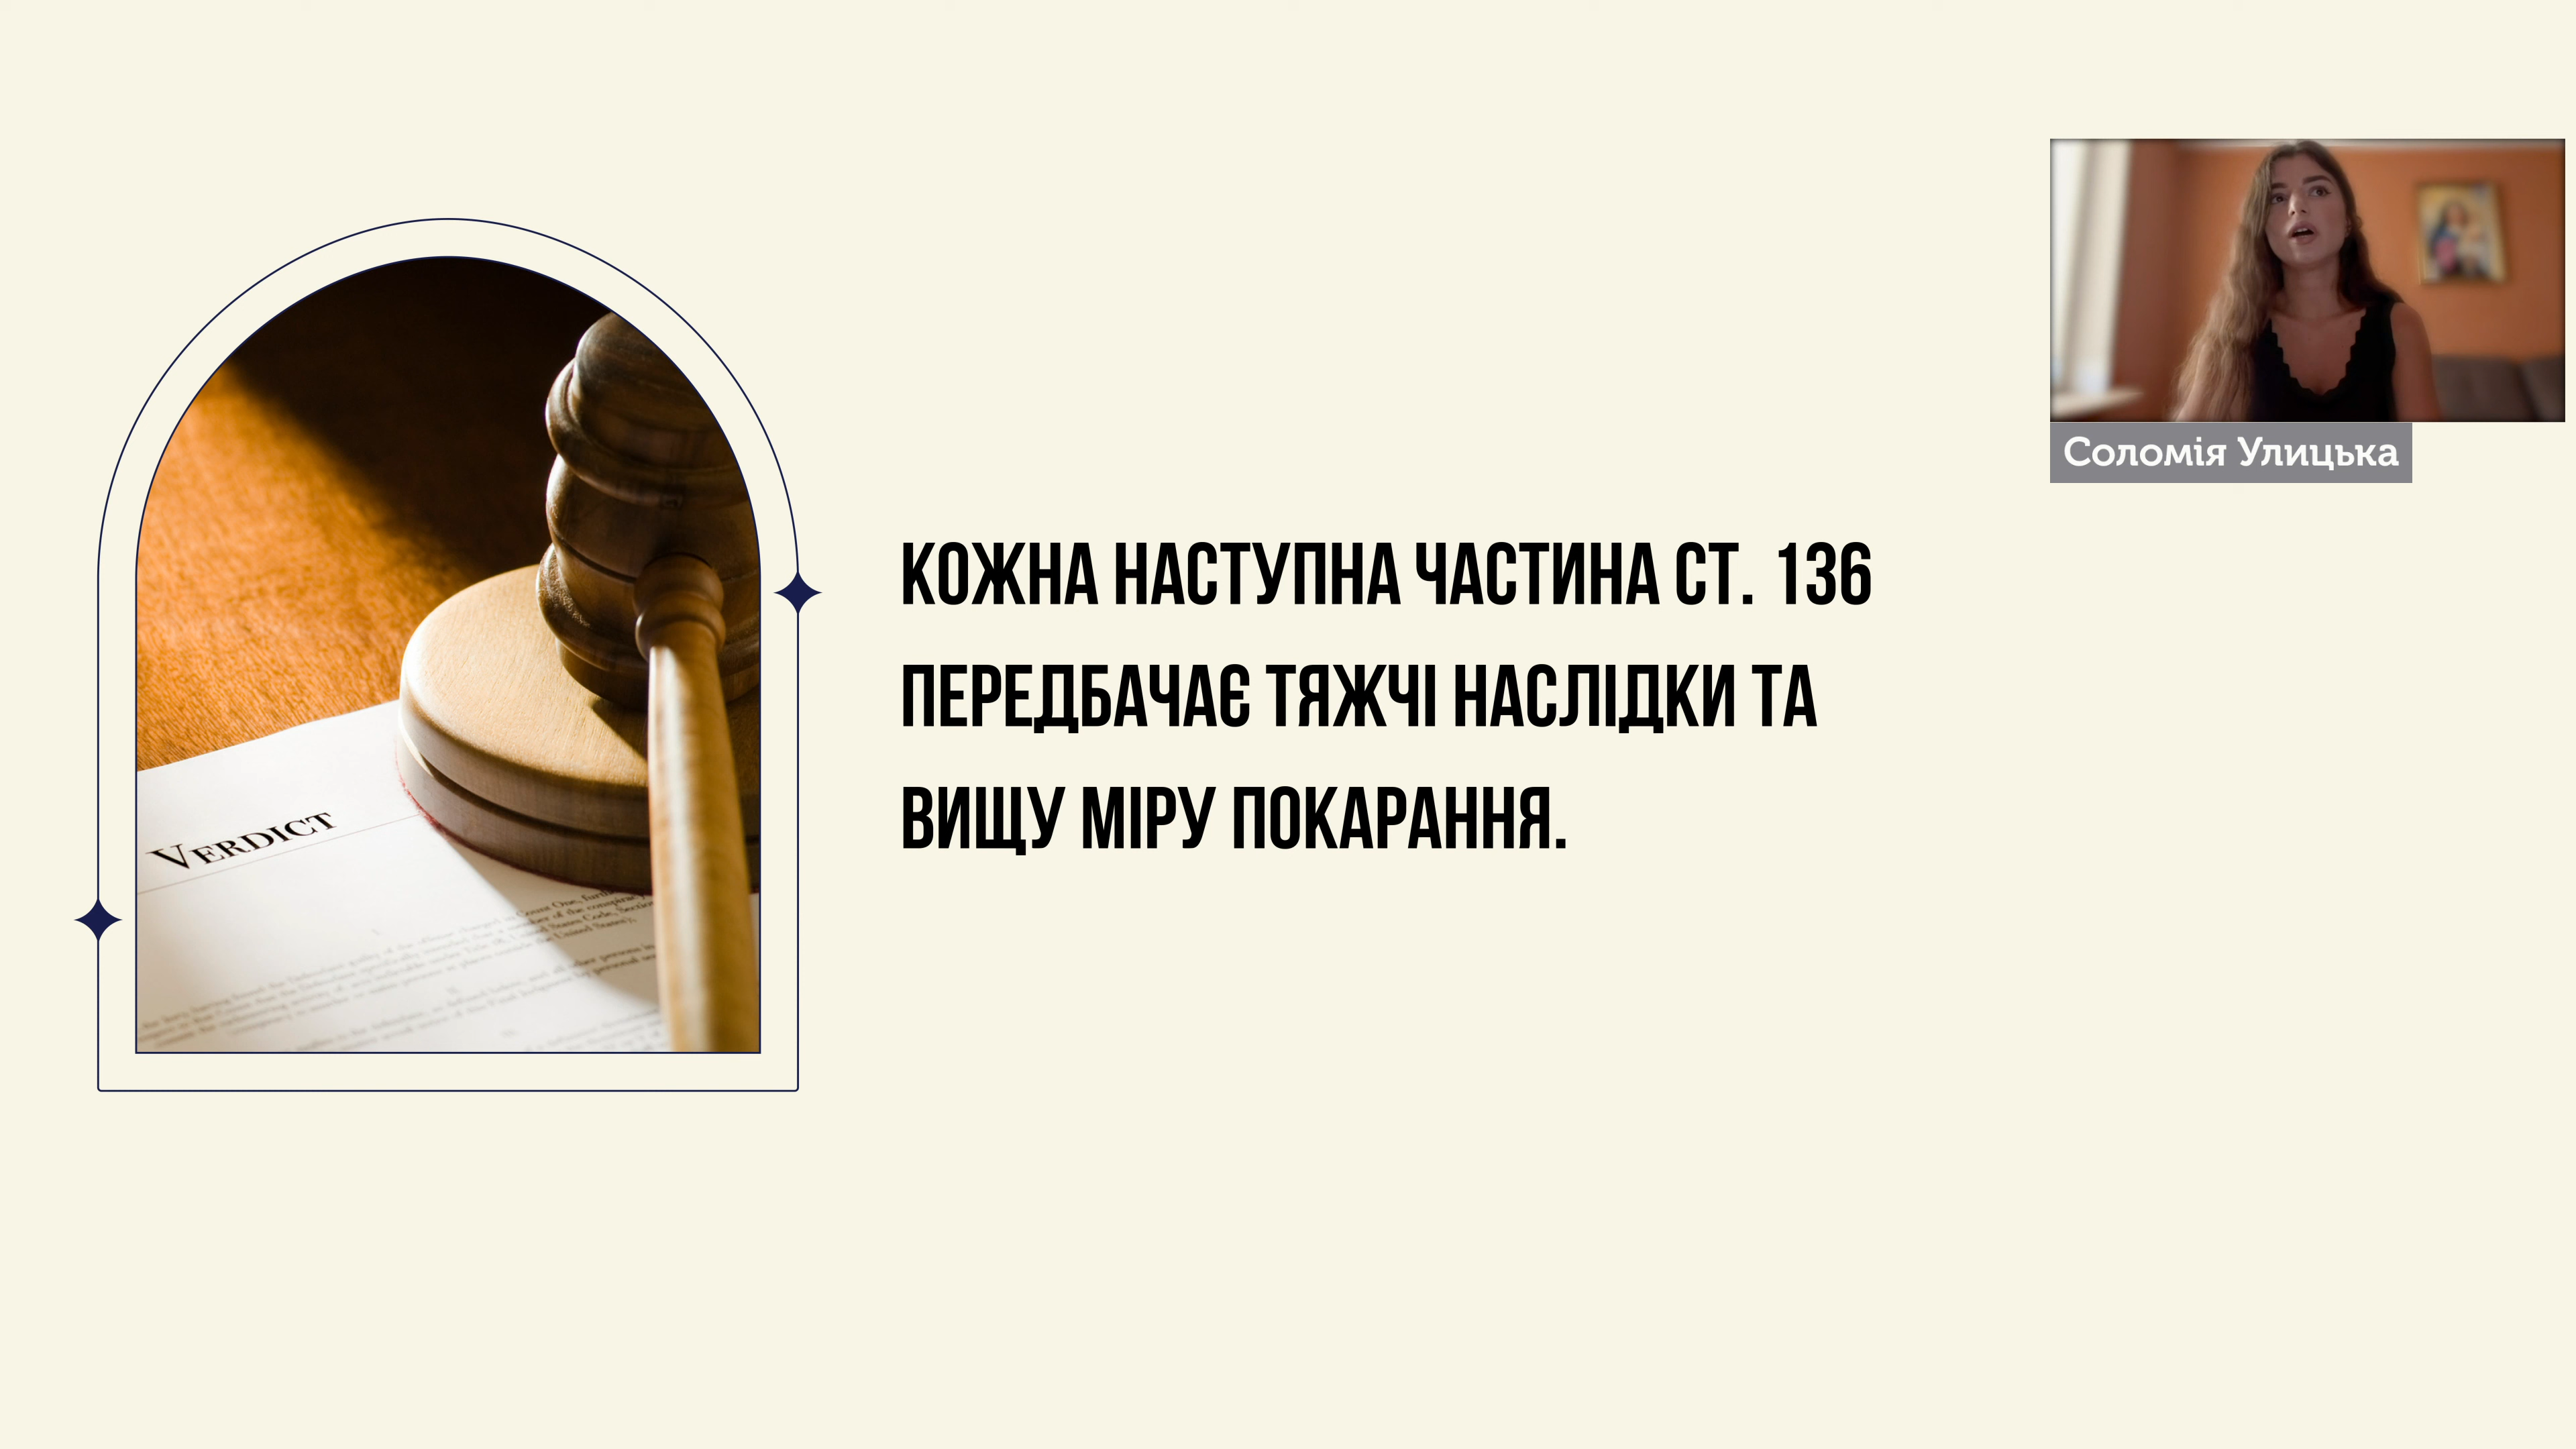 КОЖНА НАСТУПНА ЧАСТИНА СТ. 136
ПЕРЕДБАЧАЄ ТЯЖЧІ НАСЛІДКИ ТА
ВИЩУ МІРУ ПОКАРАННЯ.
Соломія Улицька
VERDICT